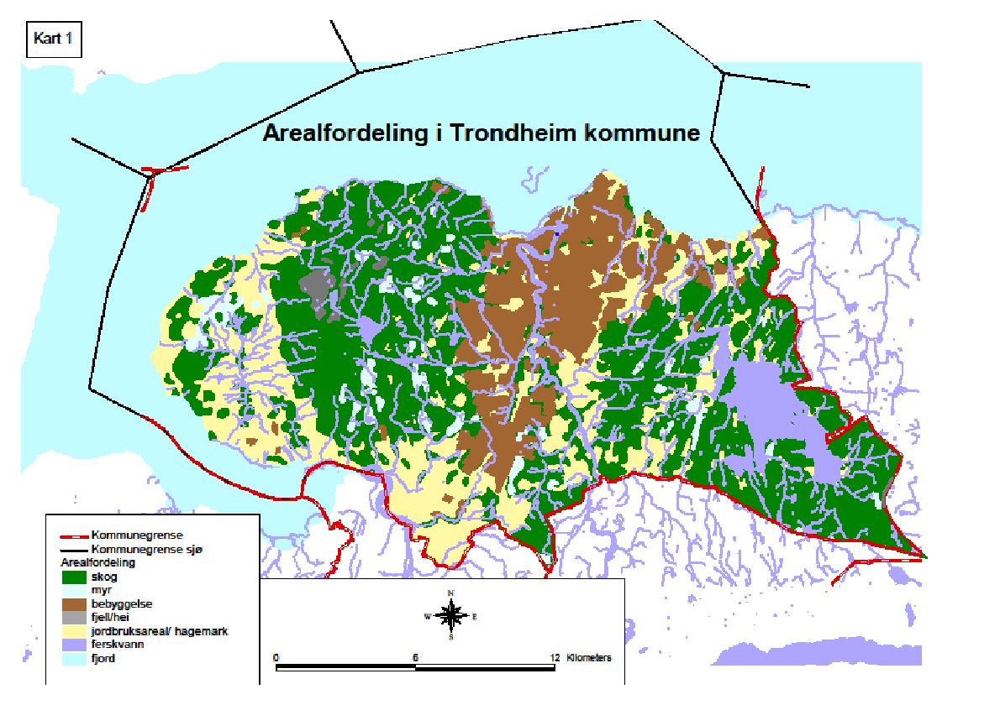 Kart 1
Arealfordeling i Trondheim kommune
Kommunegrense
Kommunegrense sjø
Arealfordeling
skog
myr
bebyggelse
fjell/hei
jordbruksareal/ hagemark
ferskvann
fjord
N
W E
S
0 6 12 Kilometers